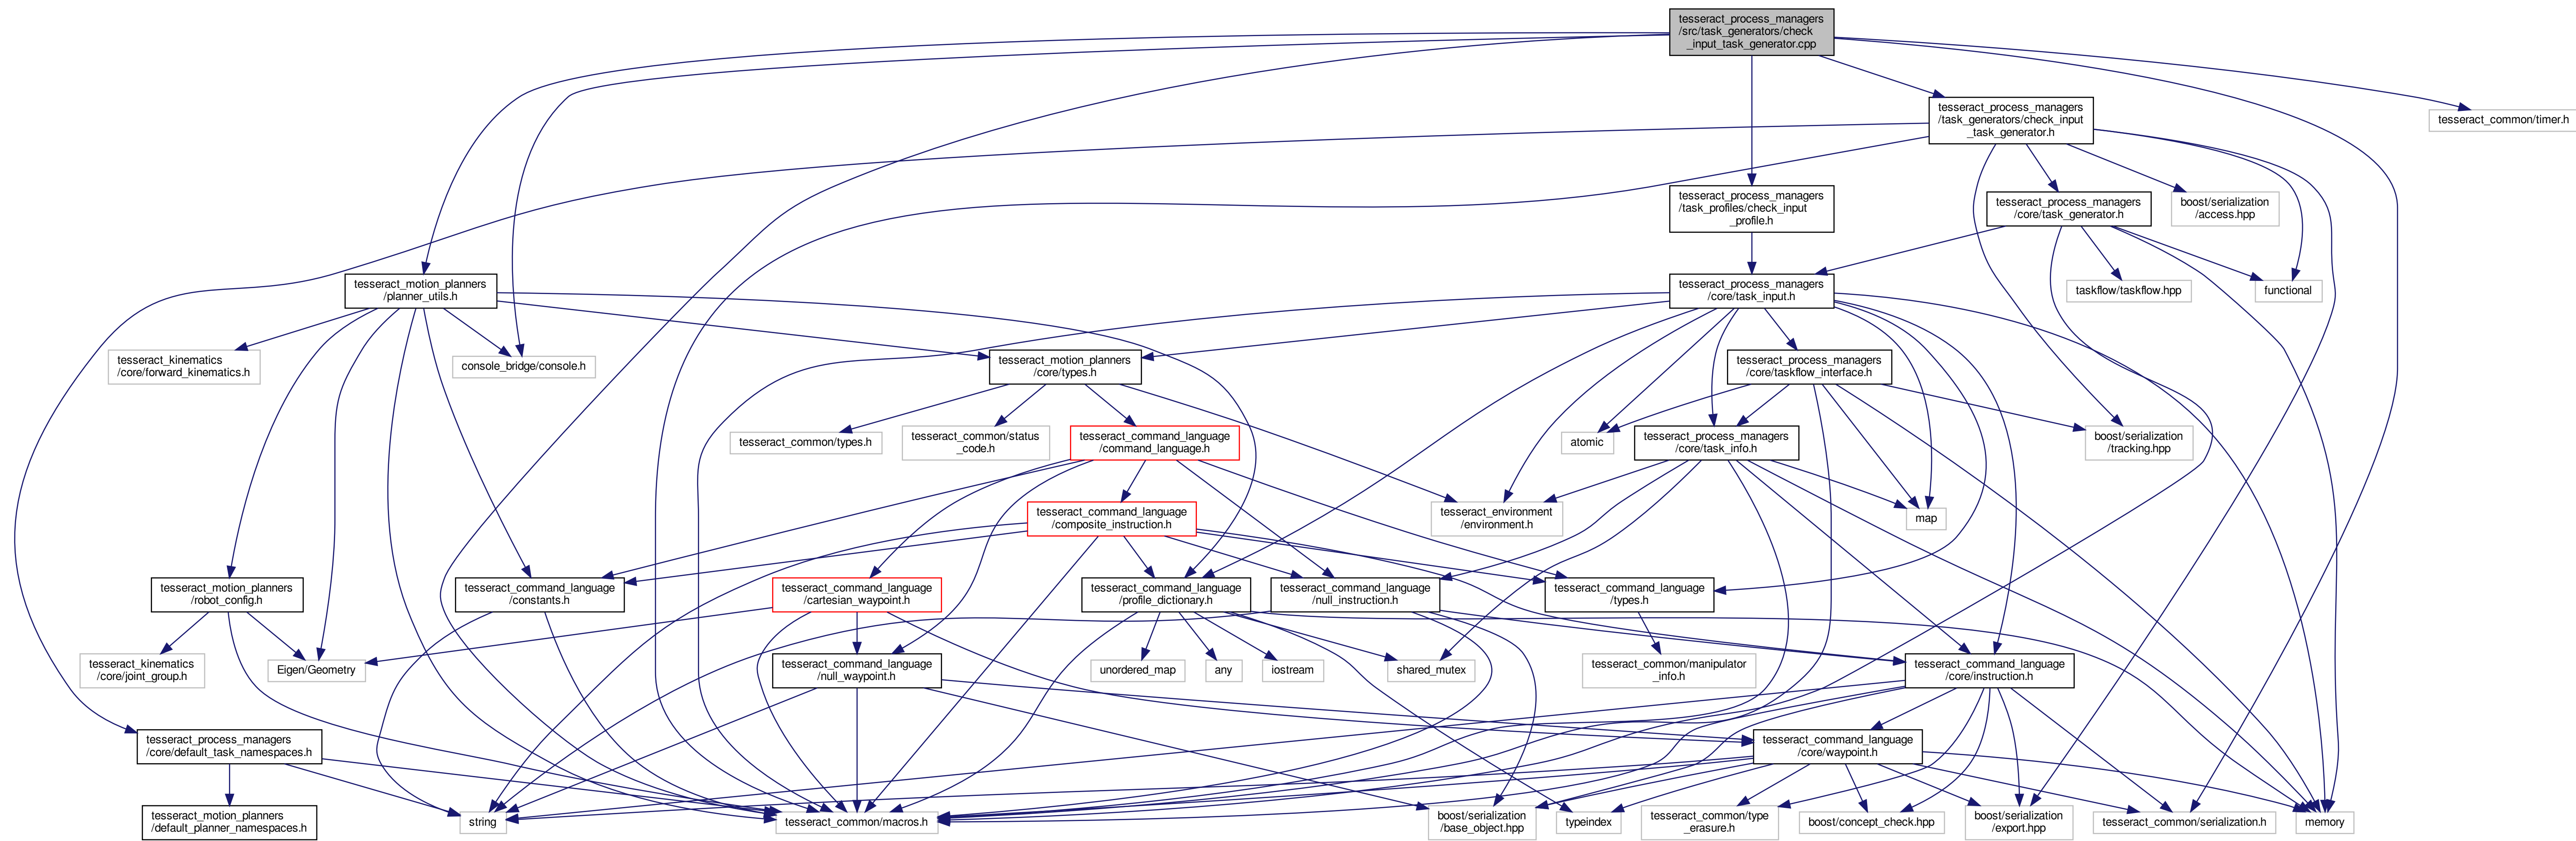 tesseract_process_managers
/src/task_generators/check
_input_task_generator.cpp
tesseract_process_managers
/task_generators/check_input
_task_generator.h
tesseract_common/timer.h
tesseract_process_managers
/task_profiles/check_input
_profile.h
tesseract_process_managers
/core/task_generator.h
boost/serialization
/access.hpp
tesseract_motion_planners
/planner_utils.h
tesseract_process_managers
/core/task_input.h
taskflow/taskflow.hpp
functional
tesseract_kinematics
/core/forward_kinematics.h
console_bridge/console.h
tesseract_motion_planners
/core/types.h
tesseract_process_managers
/core/taskflow_interface.h
tesseract_common/types.h
tesseract_common/status
_code.h
tesseract_command_language
/command_language.h
atomic
tesseract_process_managers
/core/task_info.h
boost/serialization
/tracking.hpp
tesseract_command_language
/composite_instruction.h
tesseract_environment
/environment.h
map
tesseract_motion_planners
/robot_config.h
tesseract_command_language
/constants.h
tesseract_command_language
/cartesian_waypoint.h
tesseract_command_language
/profile_dictionary.h
tesseract_command_language
/null_instruction.h
tesseract_command_language
/types.h
tesseract_kinematics
/core/joint_group.h
Eigen/Geometry
tesseract_command_language
/null_waypoint.h
unordered_map
any
iostream
shared_mutex
tesseract_common/manipulator
_info.h
tesseract_command_language
/core/instruction.h
tesseract_process_managers
/core/default_task_namespaces.h
tesseract_command_language
/core/waypoint.h
tesseract_motion_planners
/default_planner_namespaces.h
string
tesseract_common/macros.h
boost/serialization
/base_object.hpp
typeindex
tesseract_common/type
_erasure.h
boost/concept_check.hpp
boost/serialization
/export.hpp
tesseract_common/serialization.h
memory